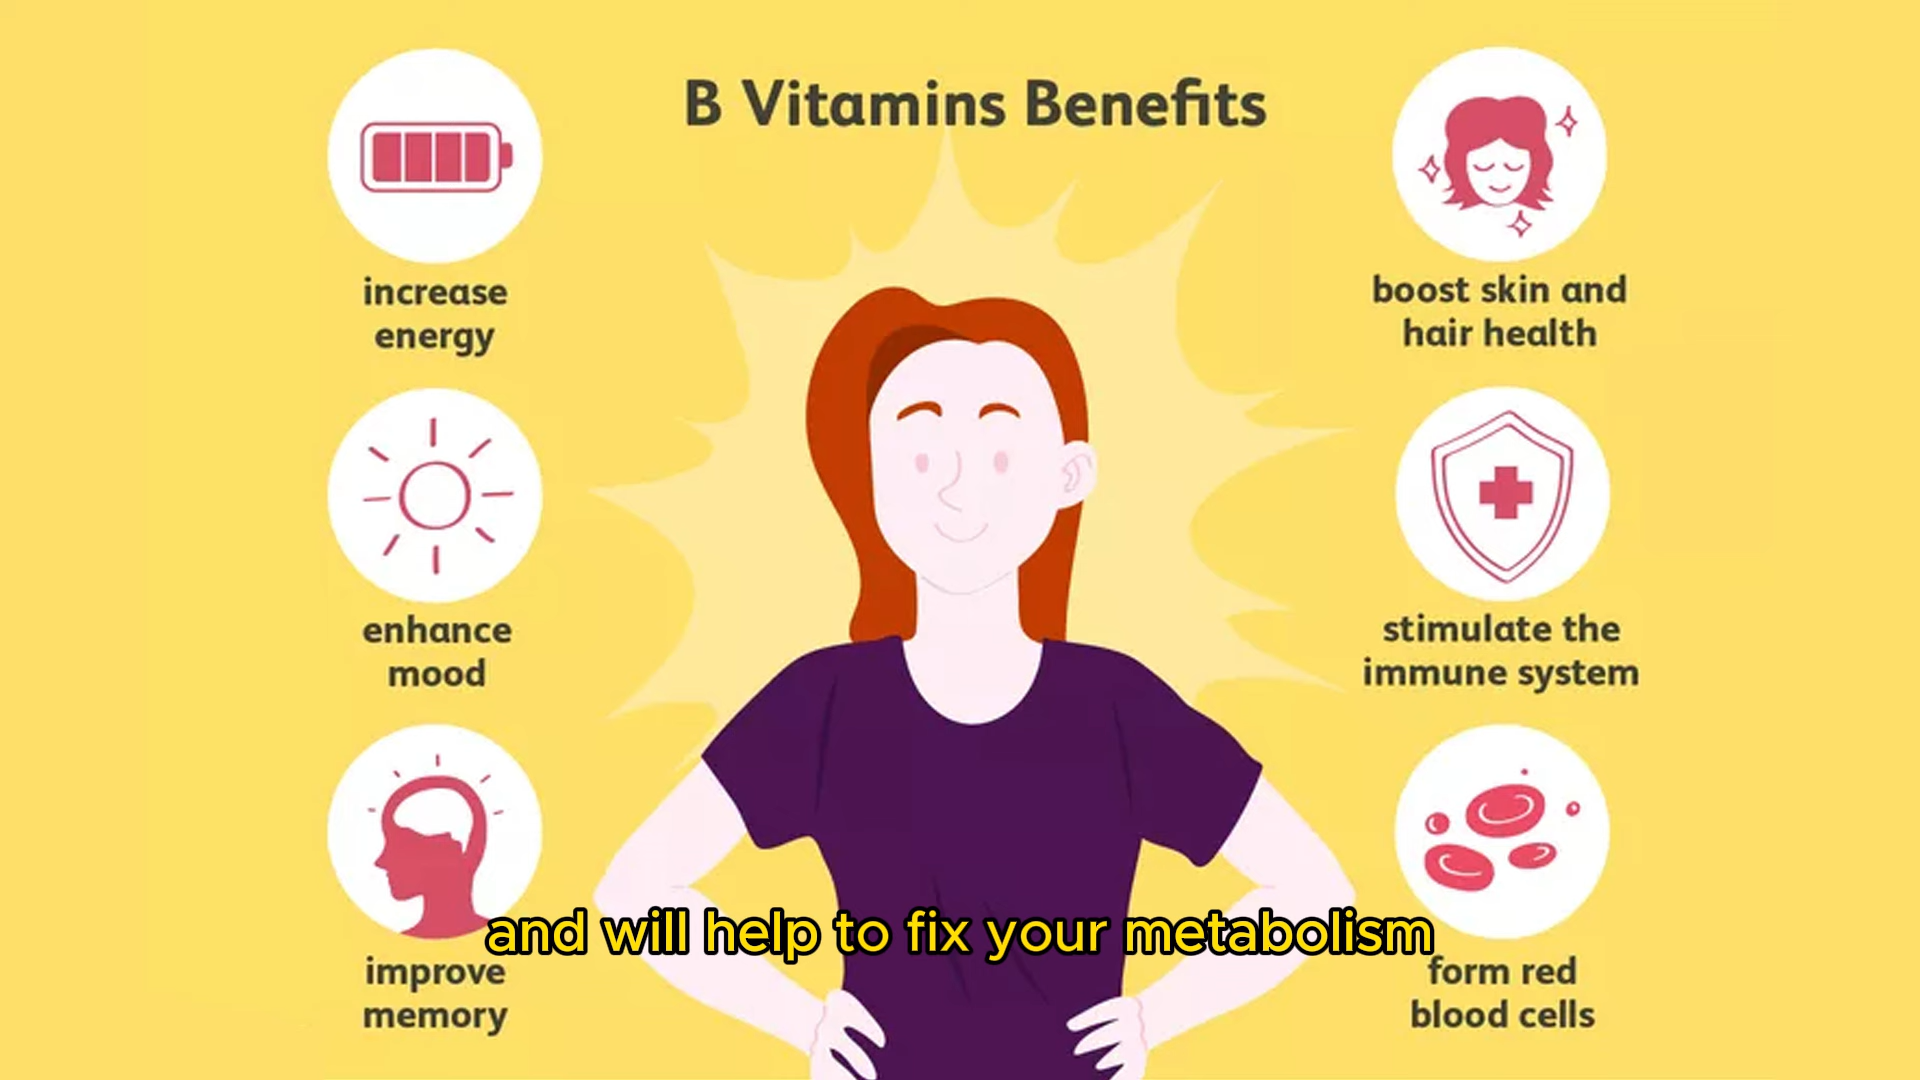 B Vitamins Benefits
increase
energy
enhance
mood
improve
memory
boost skin and
hair health
stimulate the
immune system
form red
blood cells
and will help to fix your metabolism